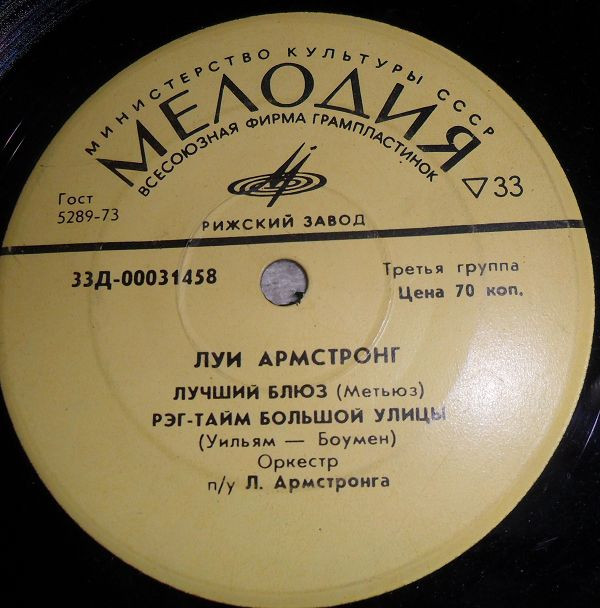 МИНИСТЕРСТВО КУЛЬТУРЫ СССР
МЕЛОДИЯ
ВСЕСОЮЗНАЯ ФИРМА ГРАМПЛАСТИНОК
Гост
5289-73
33
РИЖСКИЙ ЗАВОД
33Д-00031458
Третья группа
Цена 70 коп.
ЛУИ АРМСТРОНГ
ЛУЧШИЙ БЛЮЗ (Метьюз)
РЭГ-ТАЙМ БОЛЬШОЙ УЛИЦЫ
(Уильям — Боумен)
Оркестр
п/у Л. Армстронга